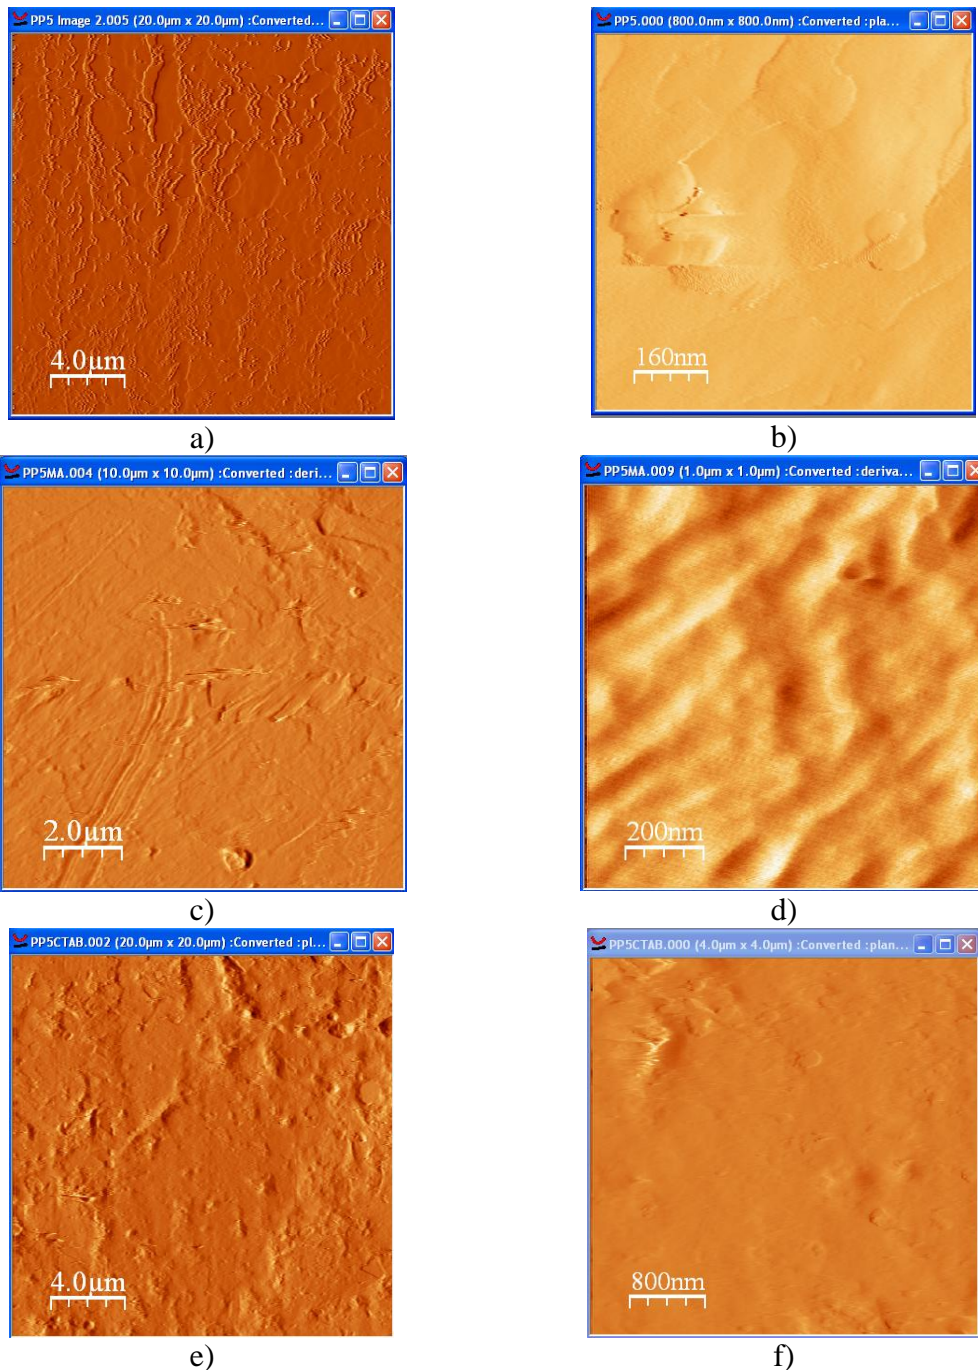 PP5 Image 2.005 (20.0µm x 20.0µm) :Converted...
PP5.000 (800.0nm x 800.0nm) :Converted :pla...
4.0µm
160nm
a)
b)
PP5MA.004 (10.0µm x 10.0µm) :Converted :deri...
PP5MA.009 (1.0µm x 1.0µm) :Converted :deriva...
2.0µm
200nm
c)
d)
PP5CTAB.002 (20.0µm x 20.0µm) :Converted :pl...
PP5CTAB.000 (4.0µm x 4.0µm) :Converted :plan...
4.0µm
800nm
e)
f)